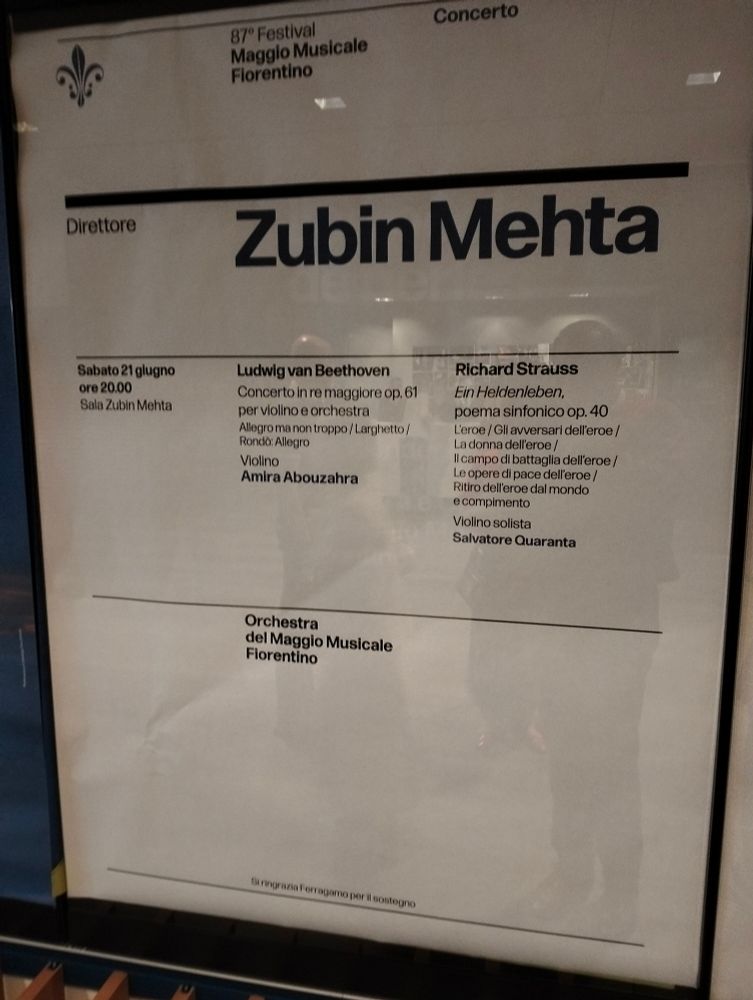 Concerto
87º Festival
Maggio Musicale
Fiorentino
Direttore
Zubin Mehta
Sabato 21 giugno
ore 20.00
Sala Zubin Mehta
Ludwig van Beethoven
Concerto in re maggiore op. 61
per violino e orchestra
Allegro ma non troppo / Larghetto /
Rondò: Allegro
Violino
Amira Abouzahra
Richard Strauss
Ein Heldenleben,
poema sinfonico op. 40
L'eroe / Gli avversari dell'eroe /
La donna dell'eroe /
Il campo di battaglia dell'eroe /
Le opere di pace dell'eroe /
Ritiro dell'eroe dal mondo
e compimento
Violino solista
Salvatore Quaranta
Orchestra
del Maggio Musicale
Fiorentino
Si ringrazia Ferragamo per il sostegno